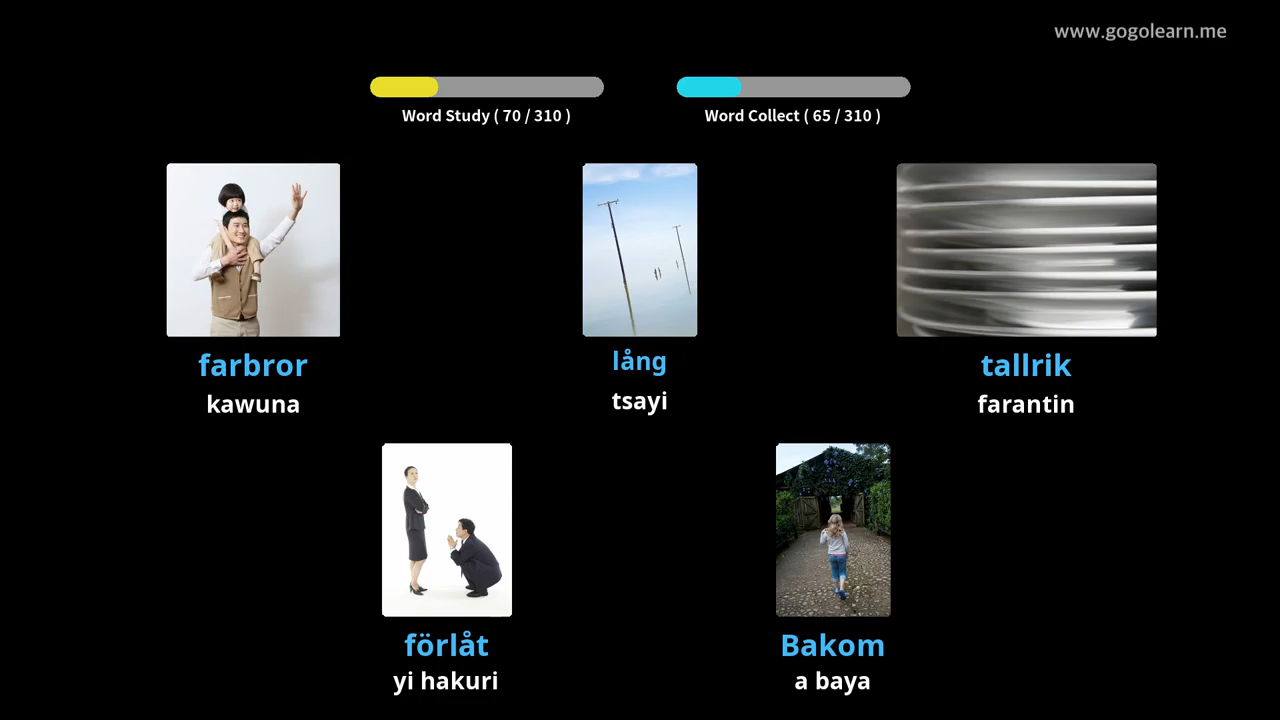 www.gogolearn.me
Word Study ( 70 / 310 )
Word Collect ( 65 / 310 )
farbror
kawuna
lång
tsayi
tallrik
farantin
förlåt
yi hakuri
Bakom
a baya